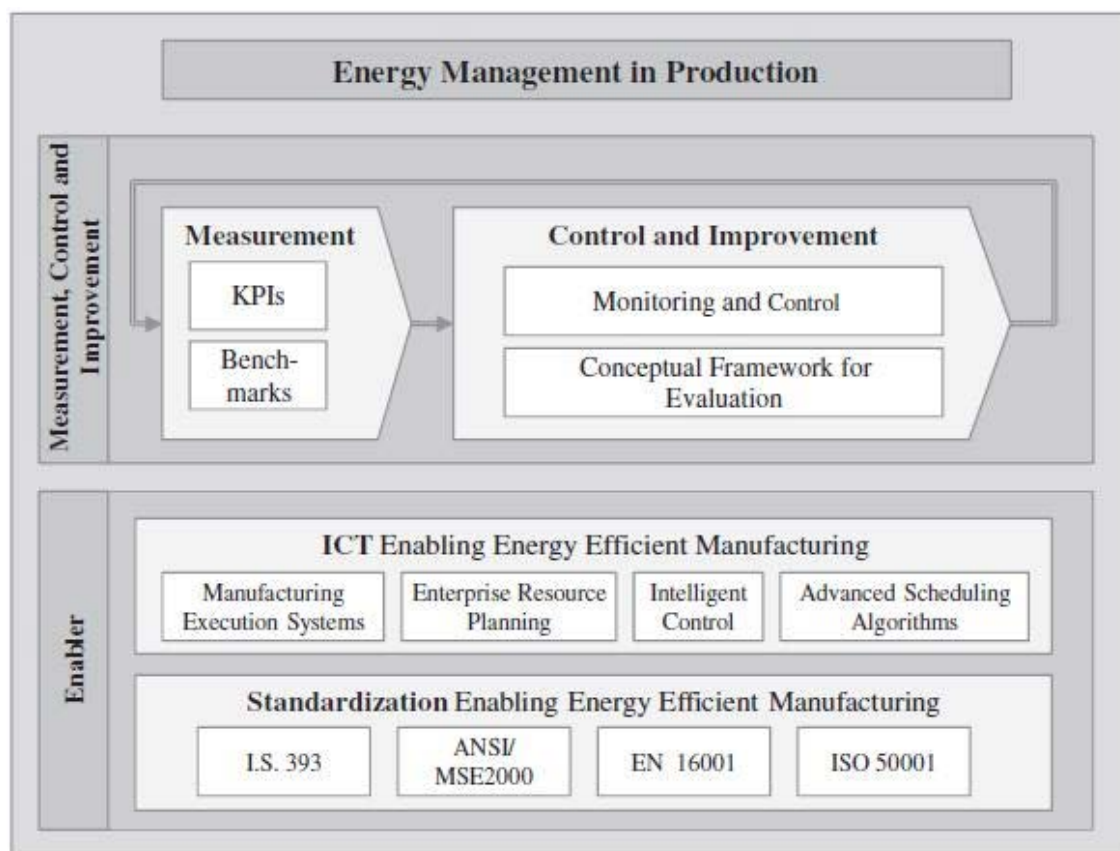 Energy Management in Production
Measurement, Control and
Improvement
Measurement
KPIs
Bench-
marks
Control and Improvement
Monitoring and Control
Conceptual Framework for
Evaluation
Enabler
ICT Enabling Energy Efficient Manufacturing
Manufacturing
Execution Systems
Enterprise Resource
Planning
Intelligent
Control
Advanced Scheduling
Algorithms
Standardization Enabling Energy Efficient Manufacturing
I.S. 393
ANSI/
MSE2000
EN 16001
ISO 50001